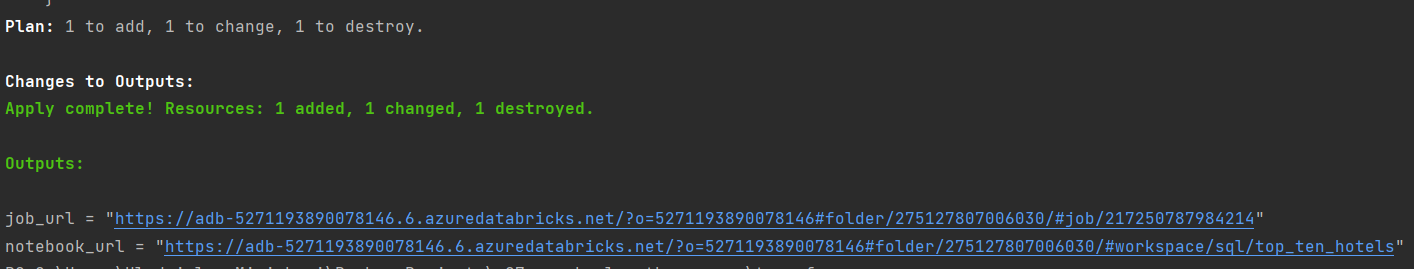 Plan: 1 to add, 1 to change, 1 to destroy.
Changes to Outputs:
Apply complete! Resources: 1 added, 1 changed, 1 destroyed.
Outputs:
job_url = "https://adb-5271193890078146.6.azuredatabricks.net/?o=5271193890078146#folder/275127807006030/#job/217250787984214"
notebook_url = "https://adb-5271193890078146.6.azuredatabricks.net/?o=5271193890078146#folder/275127807006030/#workspace/sql/top_ten_hotels"